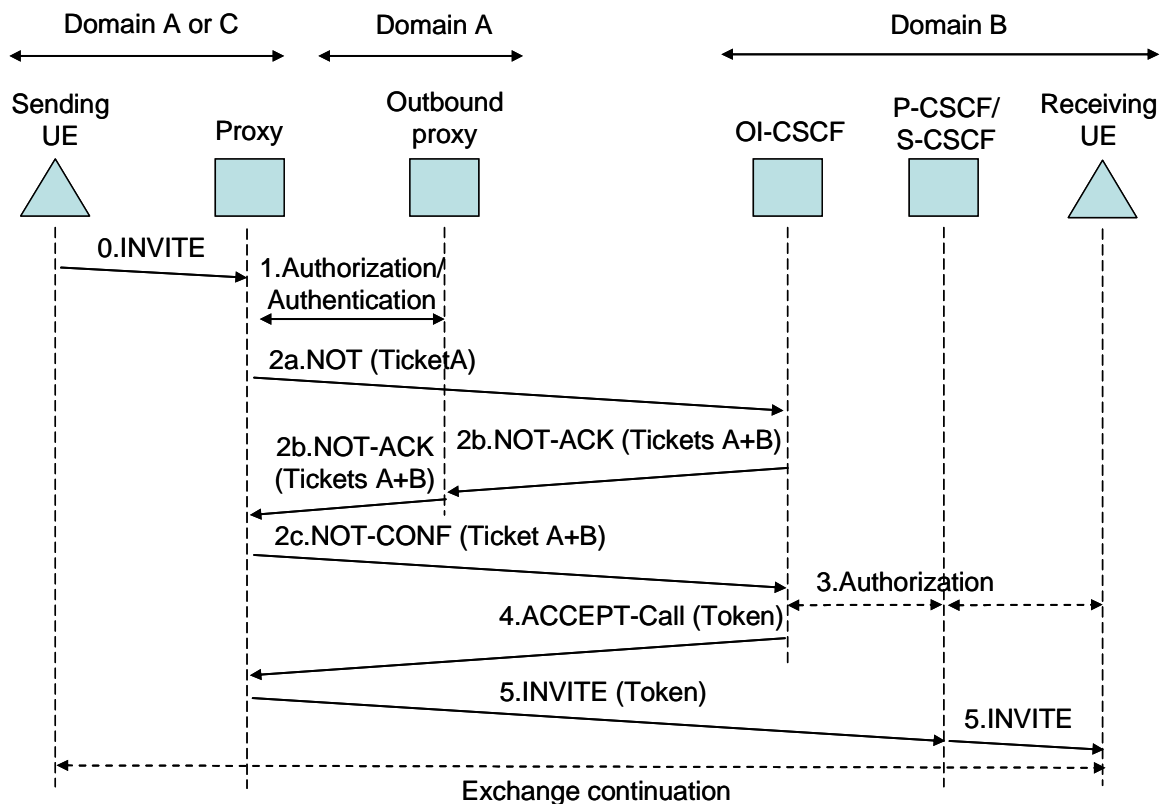 Domain A or C
Domain A
Domain B
Sending
UE
Proxy
Outbound
proxy
OI-CSCF
P-CSCF/
S-CSCF
Receiving
UE
0.INVITE
1.Authorization/
Authentication
2a.NOT (TicketA)
2b.NOT-ACK
(Tickets A+B)
2b.NOT-ACK (Tickets A+B)
2c.NOT-CONF (Ticket A+B)
3.Authorization
4.ACCEPT-Call (Token)
5.INVITE (Token)
5.INVITE
Exchange continuation